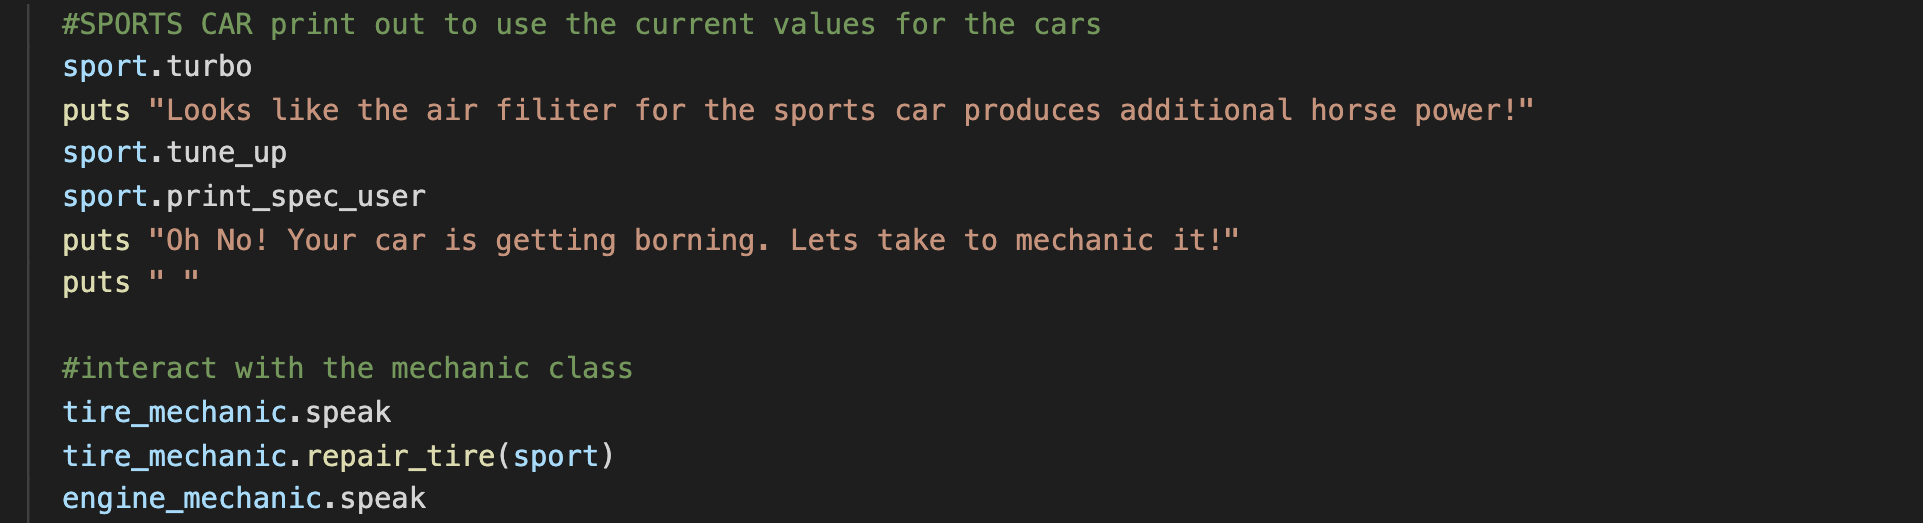 #SPORTS CAR print out to use the current values for the cars
sport.turbo
puts "Looks like the air filiter for the sports car produces additional horse power!"
sport.tune_up
sport.print_spec_user
puts "Oh No! Your car is getting borning. Lets take to mechanic it!"
puts " "
#interact with the mechanic class
tire_mechanic.speak
tire_mechanic.repair_tire(sport)
engine_mechanic.speak